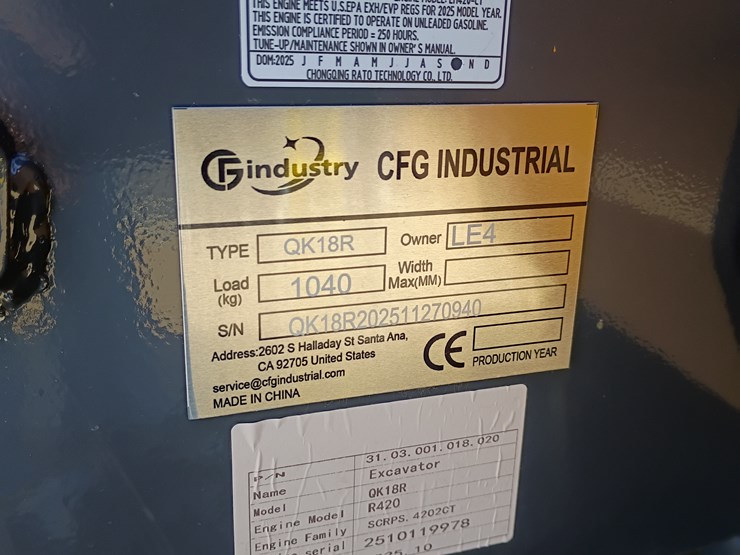 THIS ENGINE MEETS U.S.EPA EXH/EVP REGS FOR 2025 MODEL YEAR.
THIS ENGINE IS CERTIFIED TO OPERATE ON UNLEADED GASOLINE.
EMISSION COMPLIANCE PERIOD = 250 HOURS.
TUNE-UP/MAINTENANCE SHOWN IN OWNER'S MANUAL.
DOM:2025 J F M A M J J A S N D
CHONGQING RATO TECHNOLOGY CO., LTD.
CFGindustry CFG INDUSTRIAL
TYPE QK18R Owner LE4
Load (kg) 1040 Width Max(MM)
S/N QK18R202511270940
Address:2602 S Halladay St Santa Ana,
CA 92705 United States
service@cfgindustrial.com
MADE IN CHINA
CE PRODUCTION YEAR
P/N 31.03.001.018.020
Name Excavator
Model QK18R
Engine Model R420
Engine Family SCRPS.4202CT
serial 2510119978